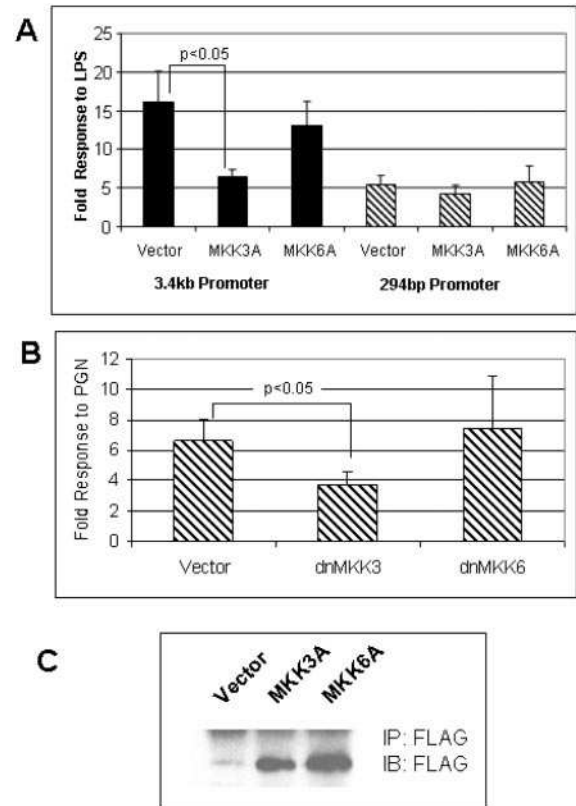 A
Fold Response to LPS
25
20
15
10
5
0
p<0.05
Vector MKK3A MKK6A Vector MKK3A MKK6A
3.4kb Promoter 294bp Promoter
B
Fold Response to PGN
12
10
8
6
4
2
0
p<0.05
Vector dnMKK3 dnMKK6
C
Vector MKK3A MKK6A
IP: FLAG
IB: FLAG